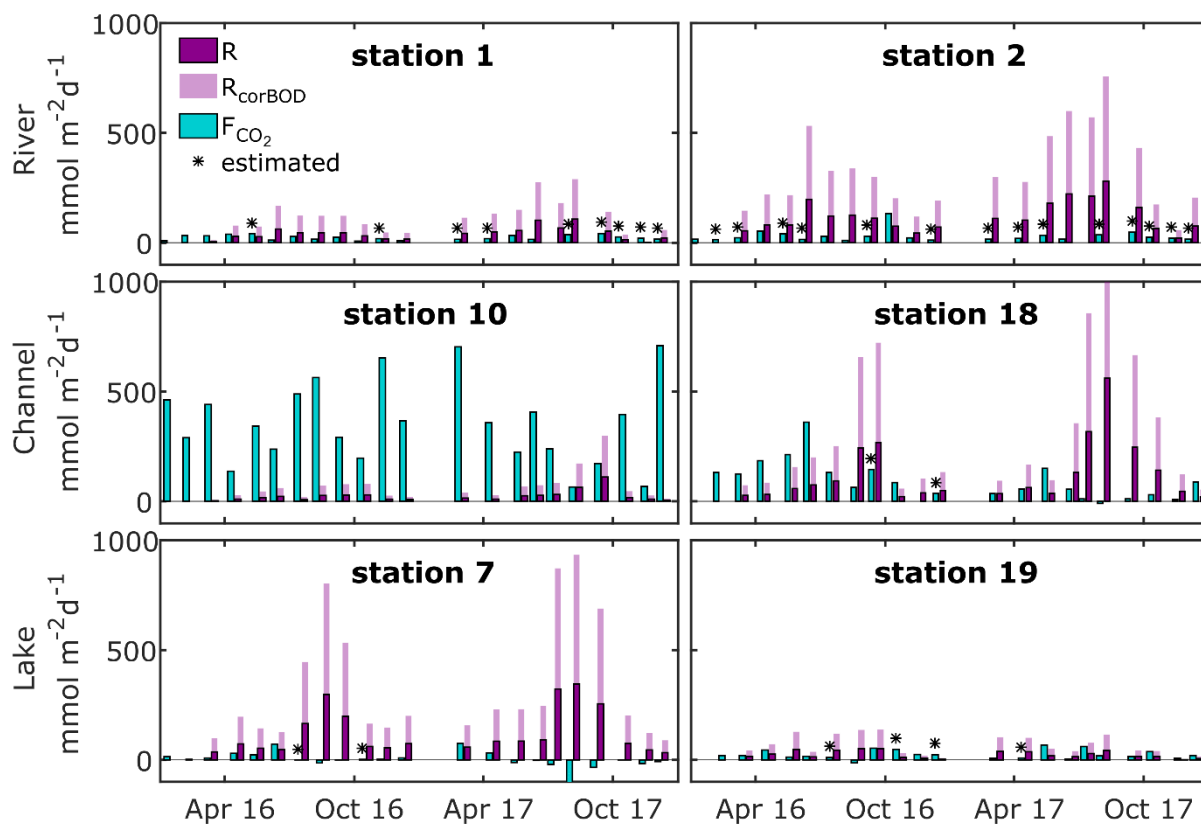 1000
station 1
station 2
R
R_corBOD
F_CO₂
* estimated
500
0
River
mmol m⁻²d⁻¹
1000
station 10
station 18
500
0
Channel
mmol m⁻²d⁻¹
1000
station 7
station 19
500
0
Lake
mmol m⁻²d⁻¹
Apr 16 Oct 16 Apr 17 Oct 17
Apr 16 Oct 16 Apr 17 Oct 17